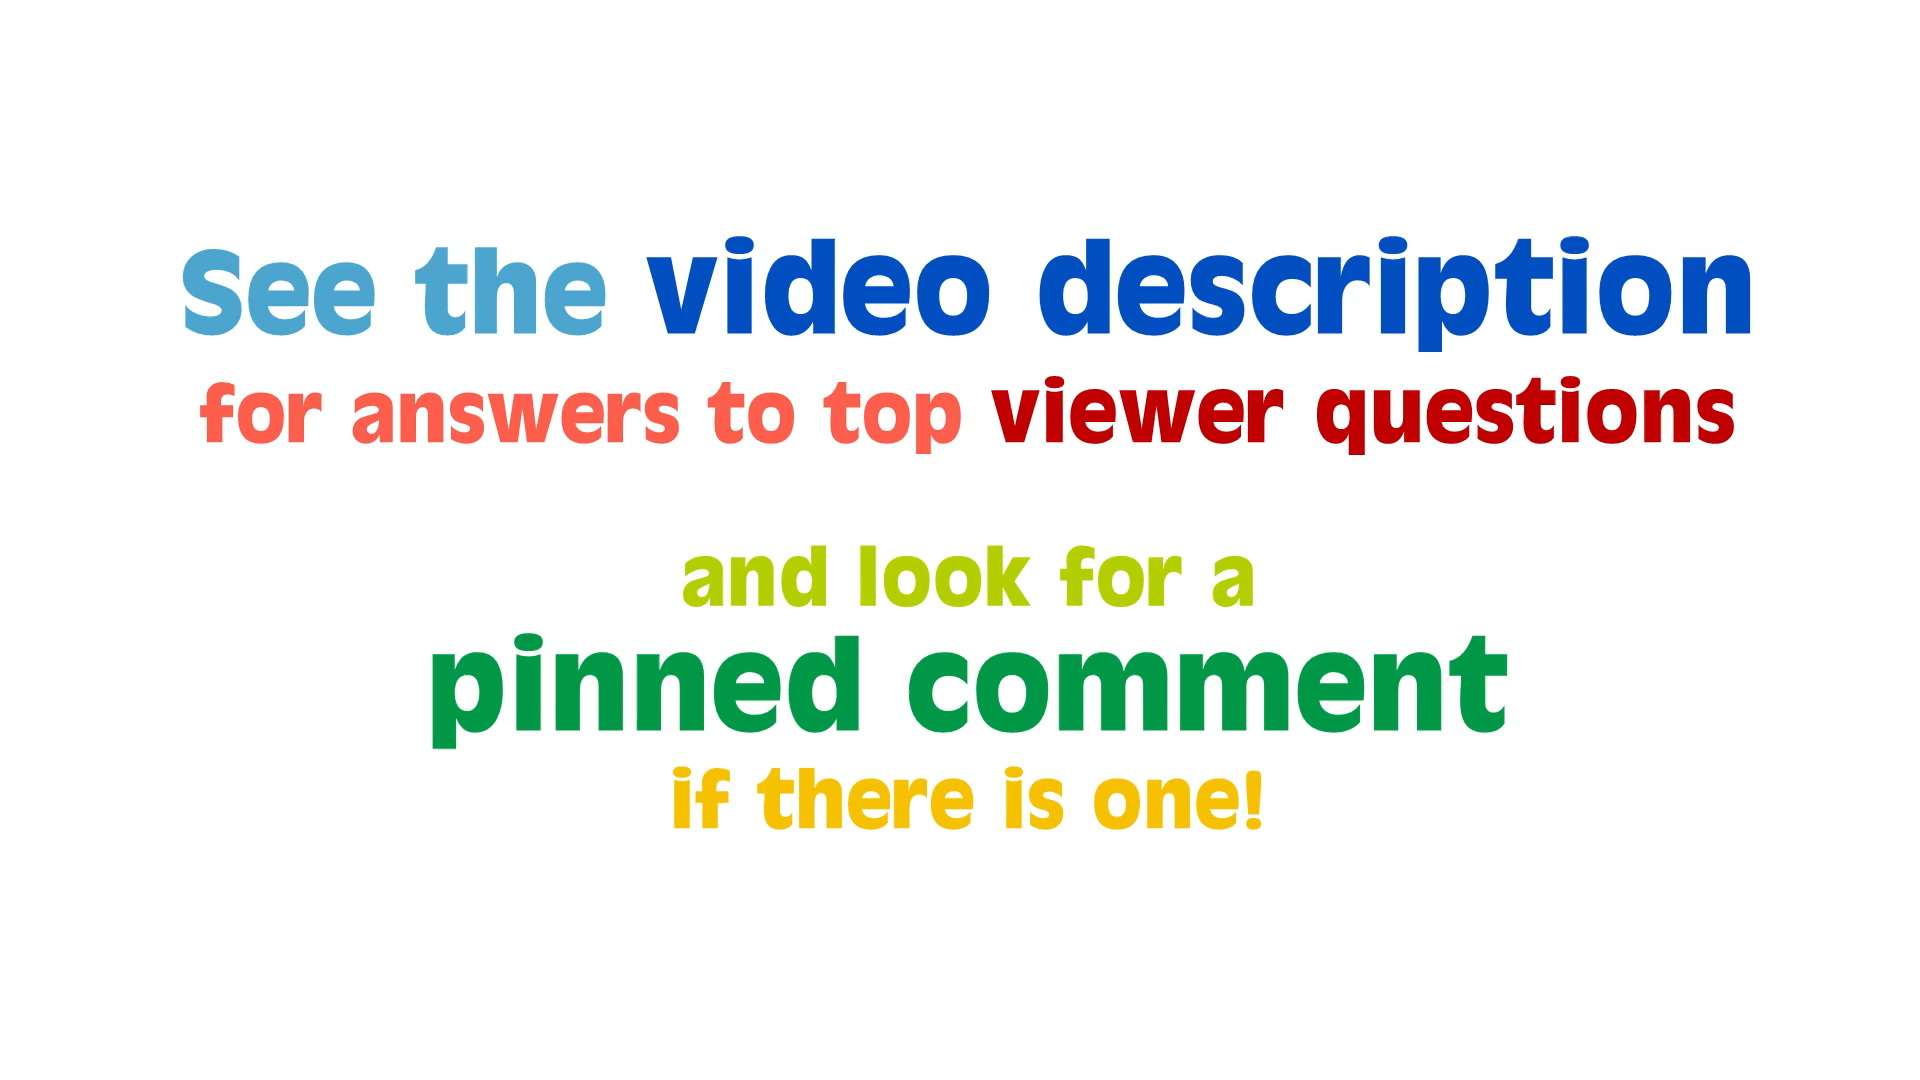 See the video description
for answers to top viewer questions
and look for a
pinned comment
if there is one!